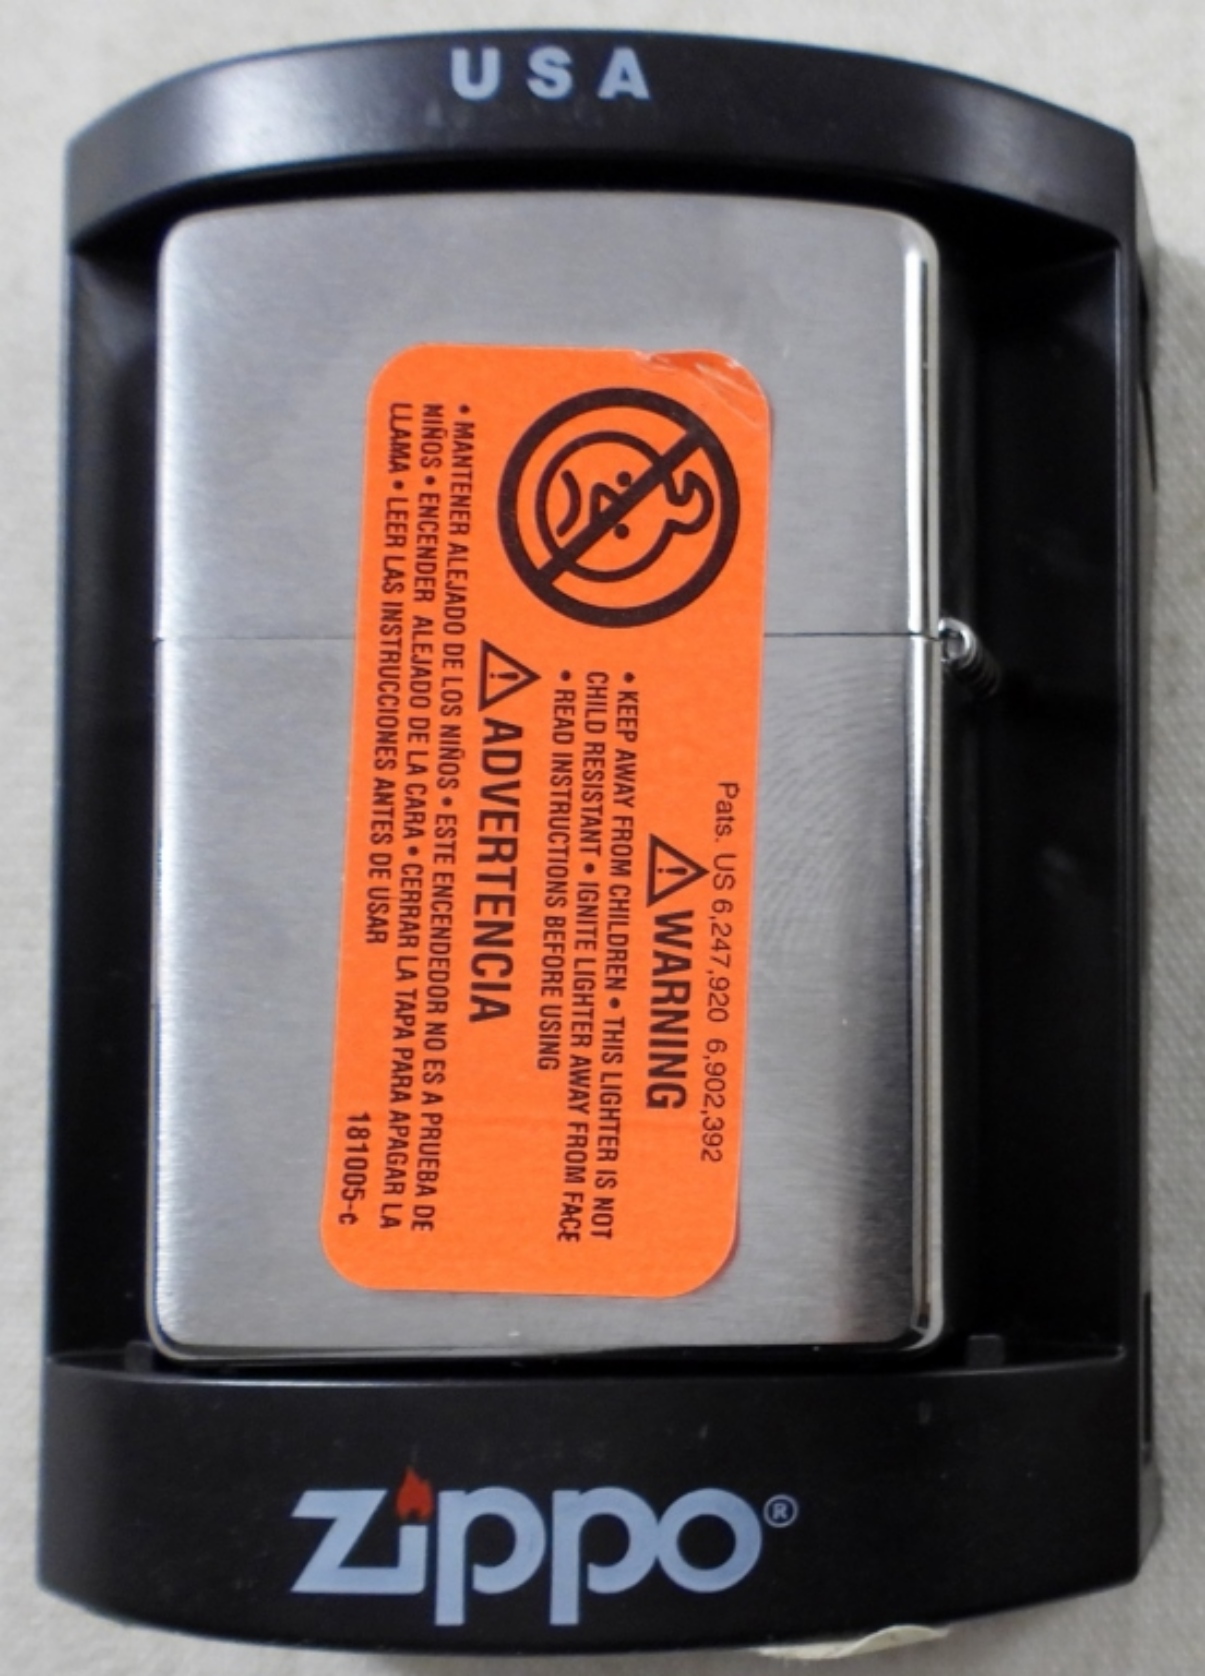 USA
Pats. US 6,247,920 6,902,392
WARNING
• KEEP AWAY FROM CHILDREN • THIS LIGHTER IS NOT
CHILD RESISTANT • IGNITE LIGHTER AWAY FROM FACE
• READ INSTRUCTIONS BEFORE USING
ADVERTENCIA
• MANTENER ALEJADO DE LOS NIÑOS • ESTE ENCENDEDOR NO ES A PRUEBA DE
NIÑOS • ENCENDER ALEJADO DE LA CARA • CERRAR LA TAPA PARA APAGAR LA
LLAMA • LEER LAS INSTRUCCIONES ANTES DE USAR
181005-c
zippo®